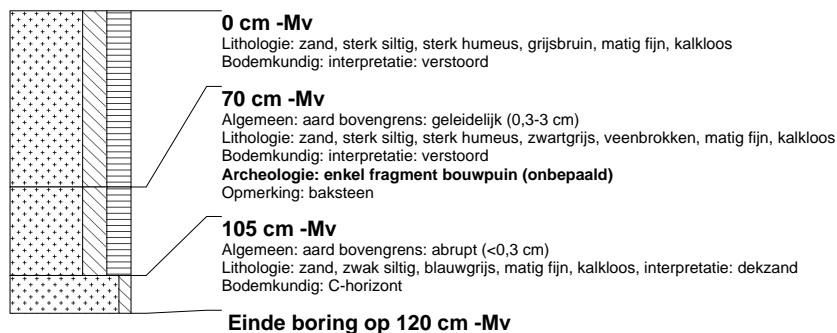 0 cm -Mv
Lithologie: zand, sterk siltig, sterk humeus, grijsbruin, matig fijn, kalkloos
Bodemkundig: interpretatie: verstoord
70 cm -Mv
Algemeen: aard bovengrens: geleidelijk (0,3-3 cm)
Lithologie: zand, sterk siltig, sterk humeus, zwartgrijs, veenbrokken, matig fijn, kalkloos
Bodemkundig: interpretatie: verstoord
Archeologie: enkel fragment bouwpuin (onbepaald)
Opmerking: baksteen
105 cm -Mv
Algemeen: aard bovengrens: abrupt (<0,3 cm)
Lithologie: zand, zwak siltig, blauwgrijs, matig fijn, kalkloos, interpretatie: dekzand
Bodemkundig: C-horizont
Einde boring op 120 cm -Mv